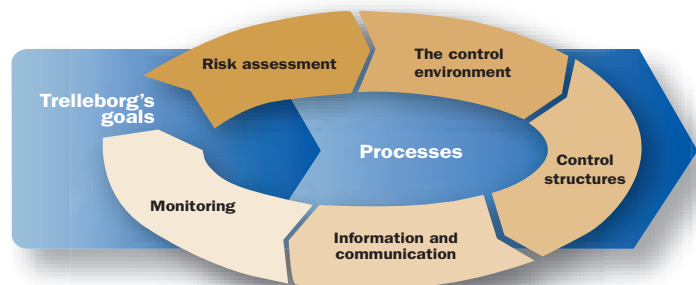 Risk assessment
The control
environment
Trelleborg's
goals
Processes
Control
structures
Monitoring
Information and
communication